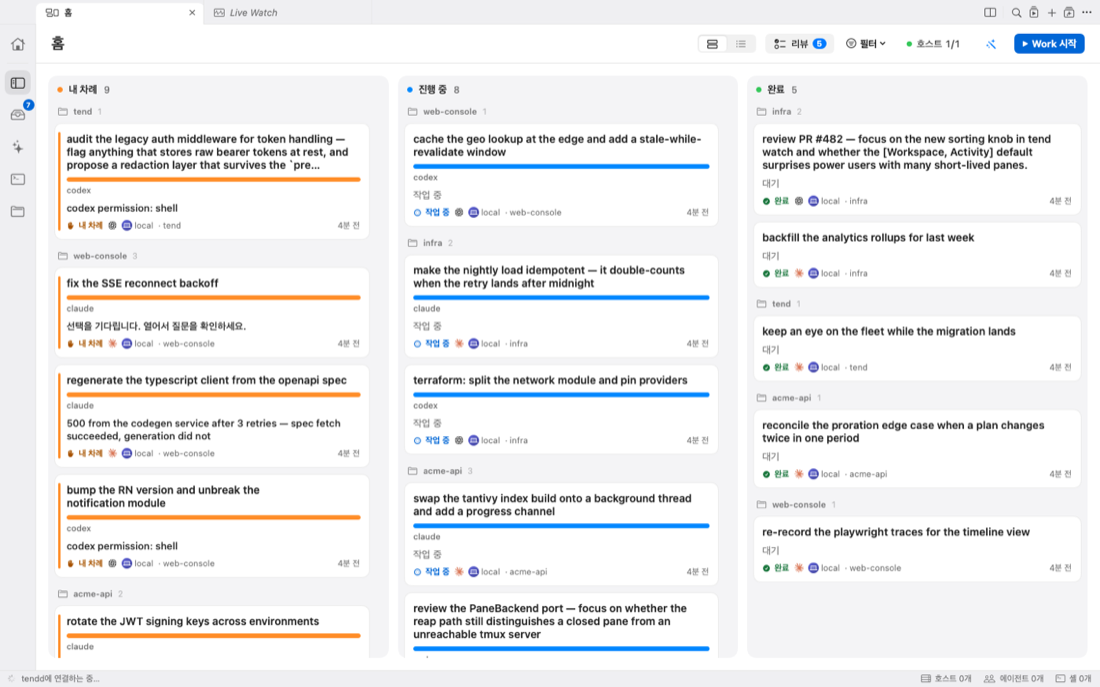 홈
Live Watch
홈
리뷰 5
필터
호스트 1/1
Work 시작
7
내 차례 9
tend 1
audit the legacy auth middleware for token handling —
flag anything that stores raw bearer tokens at rest, and
propose a redaction layer that survives the `pre...
codex
codex permission: shell
내 차례 local · tend 4분 전
web-console 3
fix the SSE reconnect backoff
claude
선택을 기다립니다. 열어서 질문을 확인하세요.
내 차례 local · web-console 4분 전
regenerate the typescript client from the openapi spec
claude
500 from the codegen service after 3 retries — spec fetch
succeeded, generation did not
내 차례 local · web-console 4분 전
bump the RN version and unbreak the
notification module
codex
codex permission: shell
내 차례 local · web-console 4분 전
acme-api 2
rotate the JWT signing keys across environments
claude
진행 중 8
web-console 1
cache the geo lookup at the edge and add a stale-while-
revalidate window
codex
작업 중
작업 중 local · web-console 4분 전
infra 2
make the nightly load idempotent — it double-counts
when the retry lands after midnight
claude
작업 중
작업 중 local · infra 4분 전
terraform: split the network module and pin providers
codex
작업 중
작업 중 local · infra 4분 전
acme-api 3
swap the tantivy index build onto a background thread
and add a progress channel
claude
작업 중
작업 중 local · acme-api 4분 전
review the PaneBackend port — focus on whether the
reap path still distinguishes a closed pane from an
unreachable tmux server
완료 5
infra 2
review PR #482 — focus on the new sorting knob in tend
watch and whether the [Workspace, Activity] default
surprises power users with many short-lived panes.
대기
완료 local · infra 4분 전
backfill the analytics rollups for last week
대기
완료 local · infra 4분 전
tend 1
keep an eye on the fleet while the migration lands
대기
완료 local · tend 4분 전
acme-api 1
reconcile the proration edge case when a plan changes
twice in one period
대기
완료 local · acme-api 4분 전
web-console 1
re-record the playwright traces for the timeline view
대기
완료 local · web-console 4분 전
tendd에 연결하는 중...
호스트 0개
에이전트 0개
셸 0개